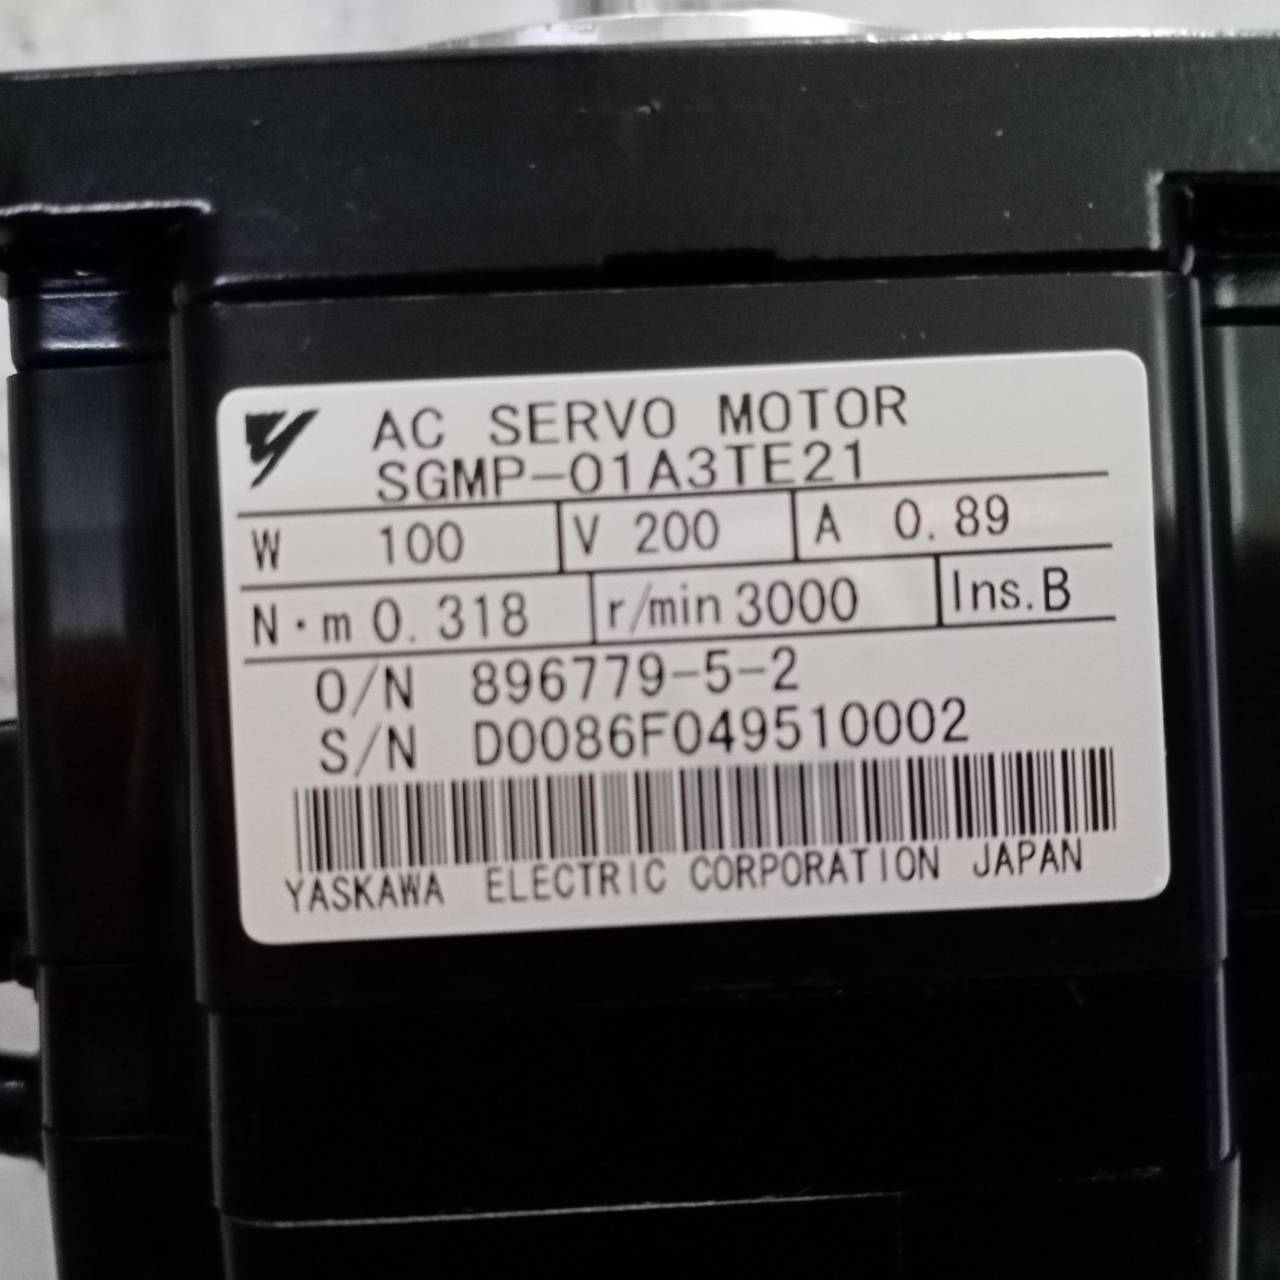 AC SERVO MOTOR
SGMP-01A3TE21
W 100 V 200 A 0.89
N·m 0.318 r/min 3000 Ins.B
O/N 896779-5-2
S/N D0086F049510002
YASKAWA ELECTRIC CORPORATION JAPAN